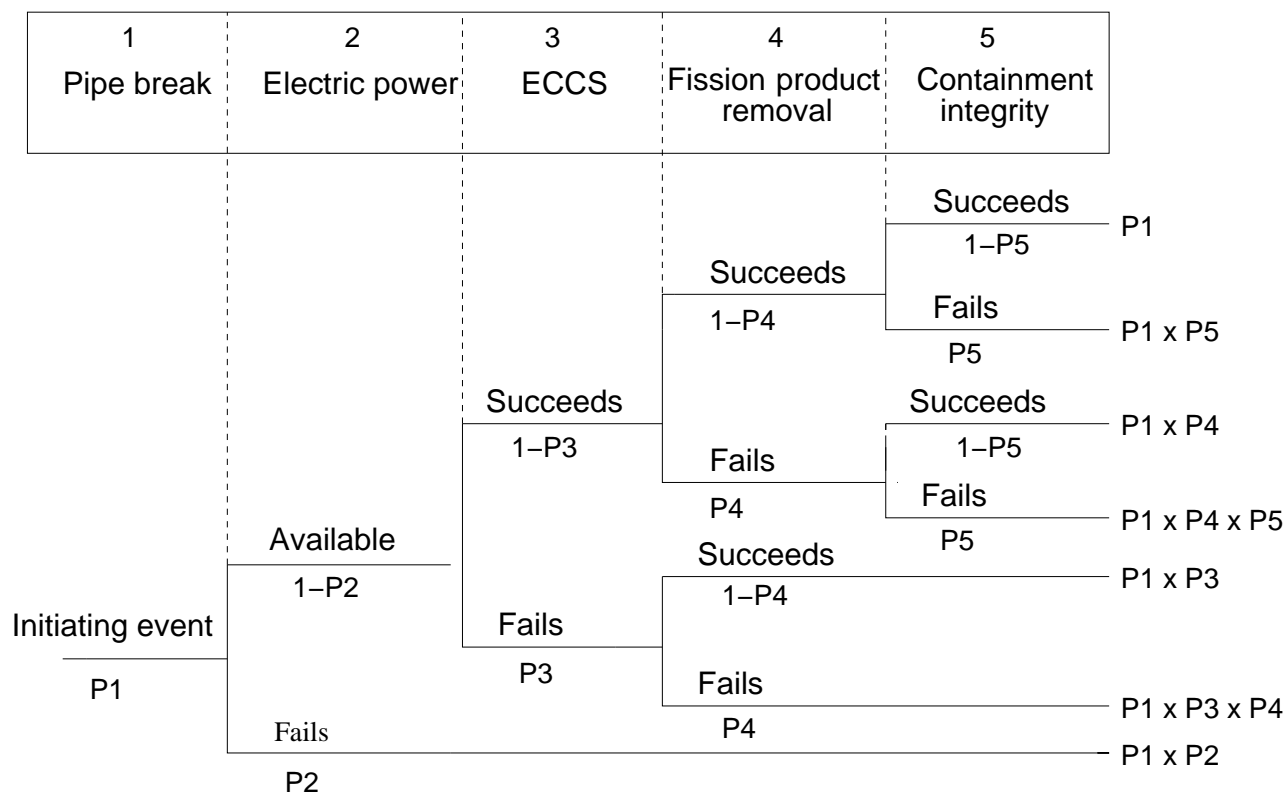 1 2 3 4 5
Pipe break Electric power ECCS Fission product removal Containment integrity
Succeeds
P1
1–P5
Succeeds
Fails
1–P4
P1 x P5
P5
Succeeds
Succeeds
P1 x P4
1–P3
1–P5
Fails
Fails
P4
P1 x P4 x P5
P5
Available
Succeeds
P1 x P3
1–P2
1–P4
Initiating event
Fails
P1
P3
Fails
P1 x P3 x P4
P4
Fails
P1 x P2
P2